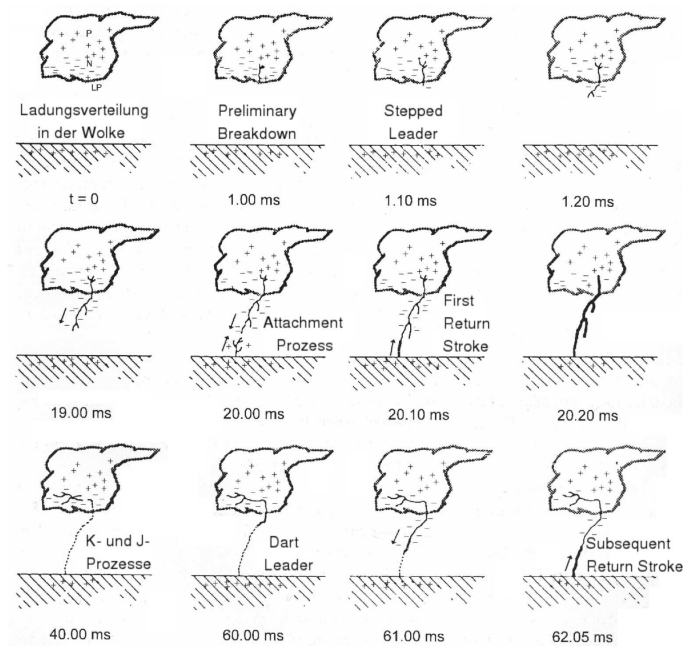 P
N
LP
Ladungsverteilung
in der Wolke
t = 0
Preliminary
Breakdown
1.00 ms
Stepped
Leader
1.10 ms
1.20 ms
19.00 ms
Attachment
Prozess
20.00 ms
First
Return
Stroke
20.10 ms
20.20 ms
K- und J-
Prozesse
40.00 ms
Dart
Leader
60.00 ms
61.00 ms
Subsequent
Return Stroke
62.05 ms